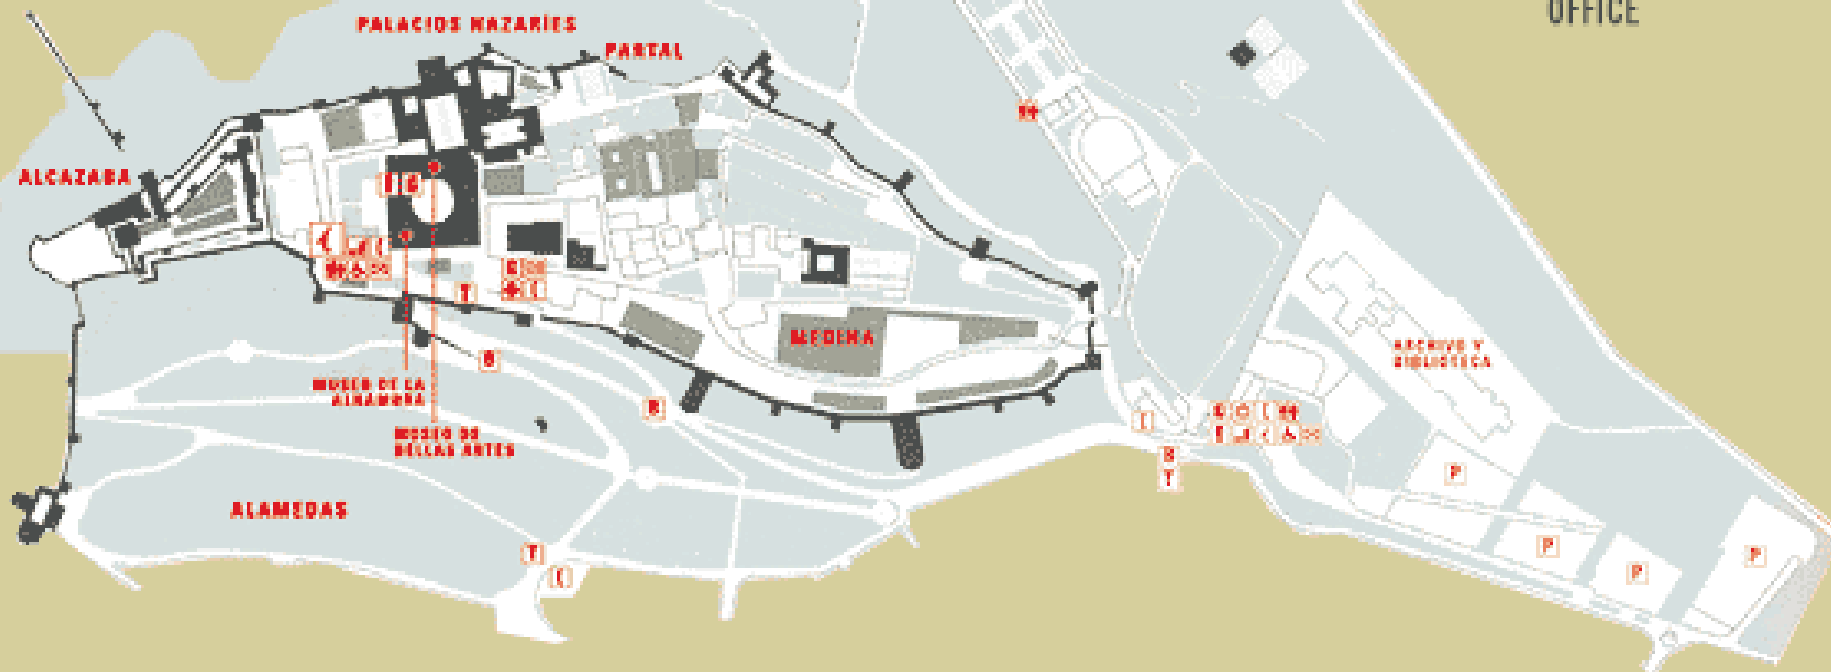 OFFICE
PALACIOS NAZARÍES
PARTAL
ALCAZABA
MEDINA
ARCHIVO Y
BIBLIOTECA
MUSEO DE LA
ALHAMBRA
MUSEO DE
BELLAS ARTES
ALAMEDAS
T
R
T
P
P
P
P
T